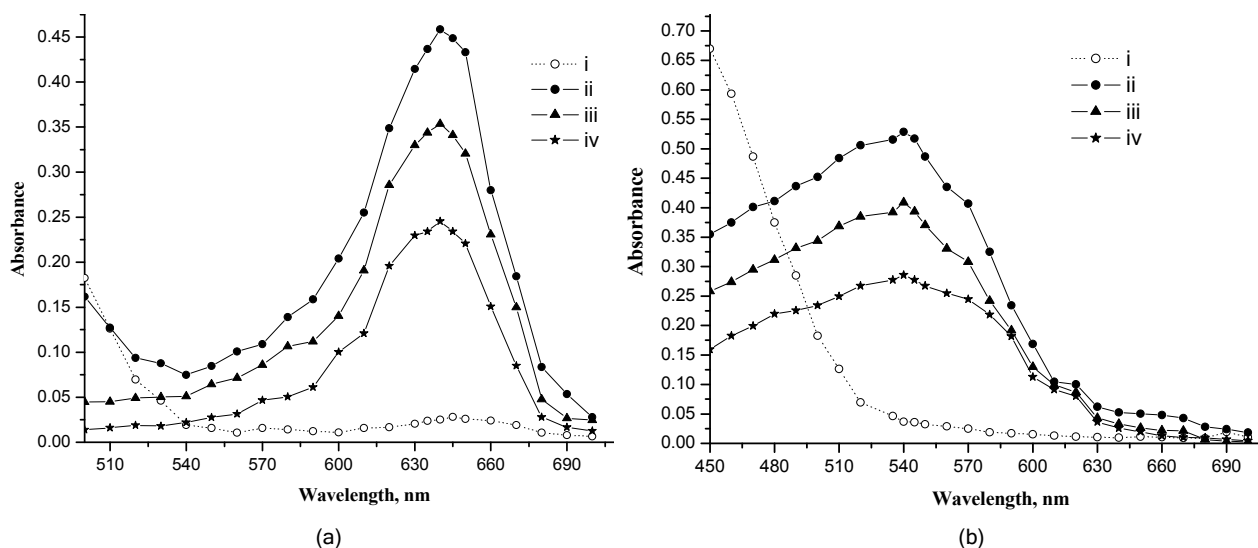 0.45
0.40
0.35
0.30
0.25
0.20
0.15
0.10
0.05
0.00
Absorbance
510 540 570 600 630 660 690
Wavelength, nm
i
ii
iii
iv
(a)
0.70
0.65
0.60
0.55
0.50
0.45
0.40
0.35
0.30
0.25
0.20
0.15
0.10
0.05
0.00
Absorbance
450 480 510 540 570 600 630 660 690
Wavelength, nm
i
ii
iii
iv
(b)